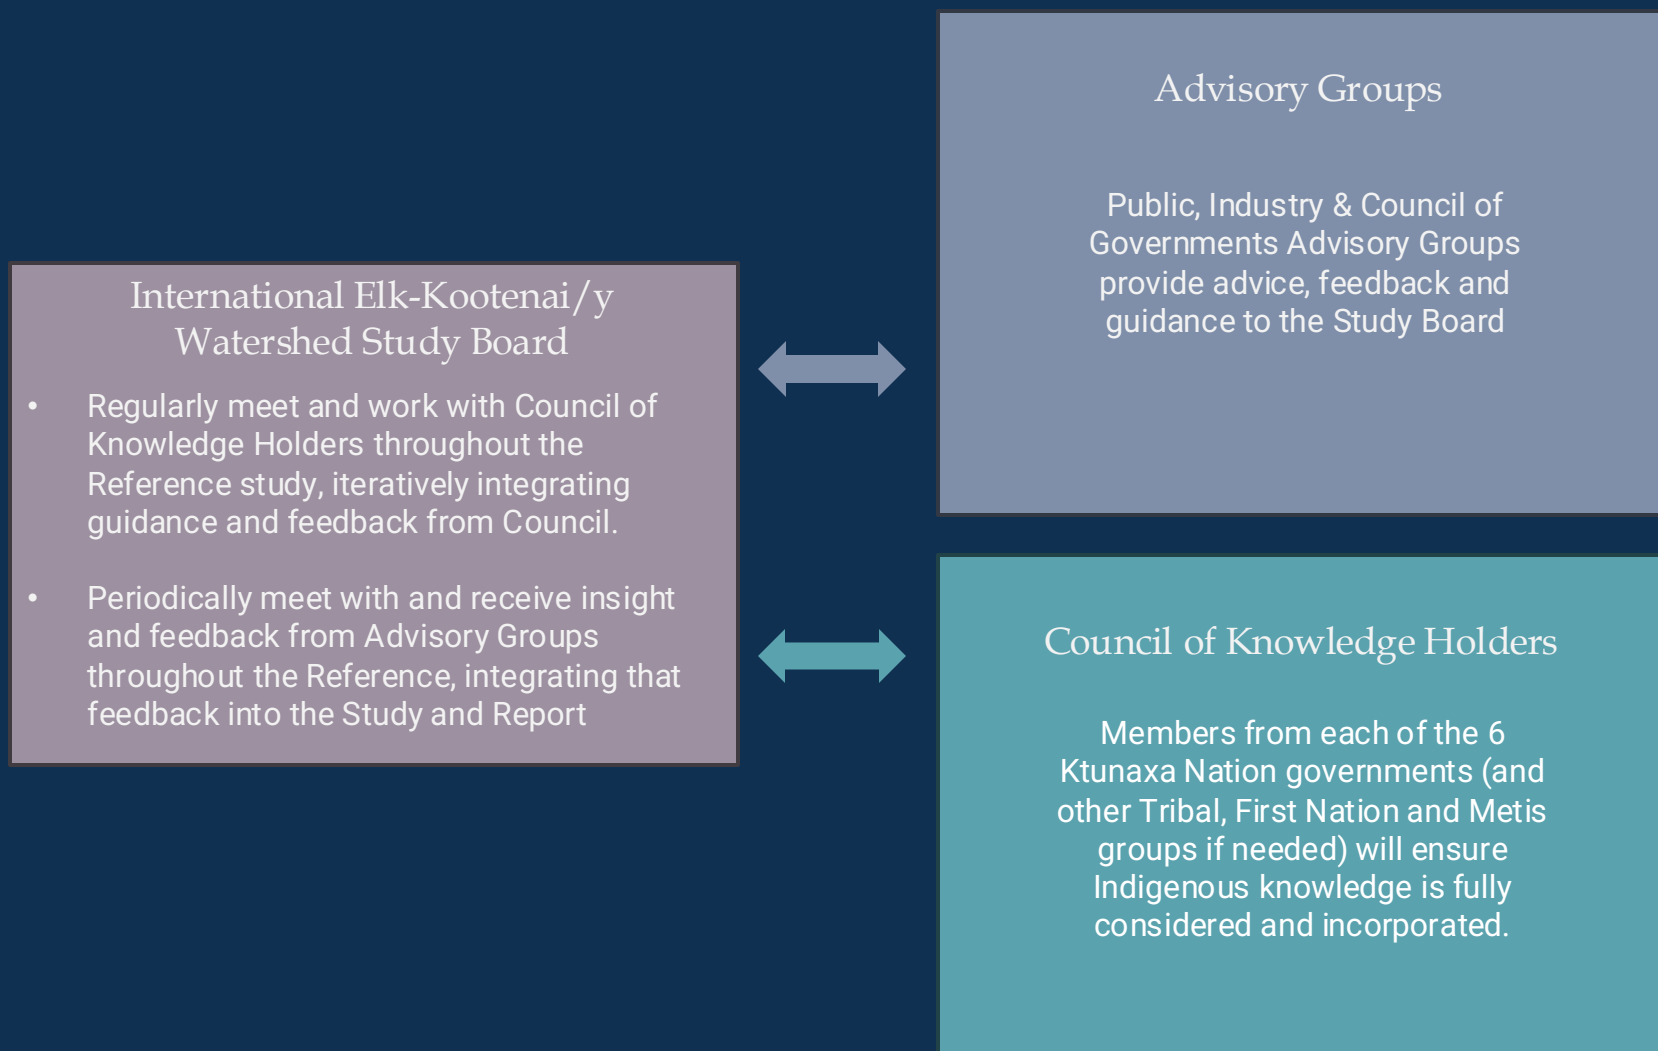 International Elk-Kootenai/y
Watershed Study Board
• Regularly meet and work with Council of
Knowledge Holders throughout the
Reference study, iteratively integrating
guidance and feedback from Council.
• Periodically meet with and receive insight
and feedback from Advisory Groups
throughout the Reference, integrating that
feedback into the Study and Report
Advisory Groups
Public, Industry & Council of
Governments Advisory Groups
provide advice, feedback and
guidance to the Study Board
Council of Knowledge Holders
Members from each of the 6
Ktunaxa Nation governments (and
other Tribal, First Nation and Metis
groups if needed) will ensure
Indigenous knowledge is fully
considered and incorporated.